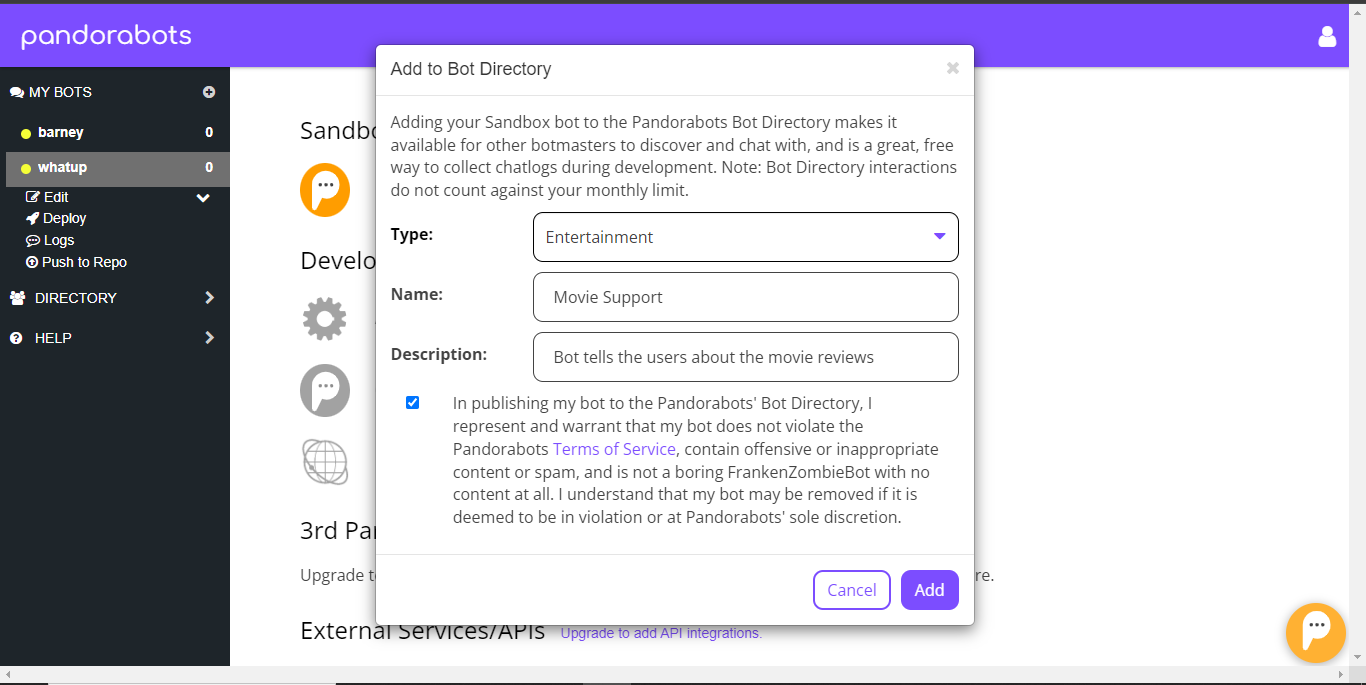 pandorabots
MY BOTS
barney 0
whatup 0
Edit
Deploy
Logs
Push to Repo
DIRECTORY
HELP
Add to Bot Directory
Adding your Sandbox bot to the Pandorabots Bot Directory makes it
available for other botmasters to discover and chat with, and is a great, free
way to collect chatlogs during development. Note: Bot Directory interactions
do not count against your monthly limit.
Type: Entertainment
Name: Movie Support
Description: Bot tells the users about the movie reviews
In publishing my bot to the Pandorabots' Bot Directory, I
represent and warrant that my bot does not violate the
Pandorabots Terms of Service, contain offensive or inappropriate
content or spam, and is not a boring FrankenZombieBot with no
content at all. I understand that my bot may be removed if it is
deemed to be in violation or at Pandorabots' sole discretion.
Cancel Add
Sandbo
Develo
3rd Pa
Upgrade t
re.
External Services/APIs Upgrade to add API integrations.